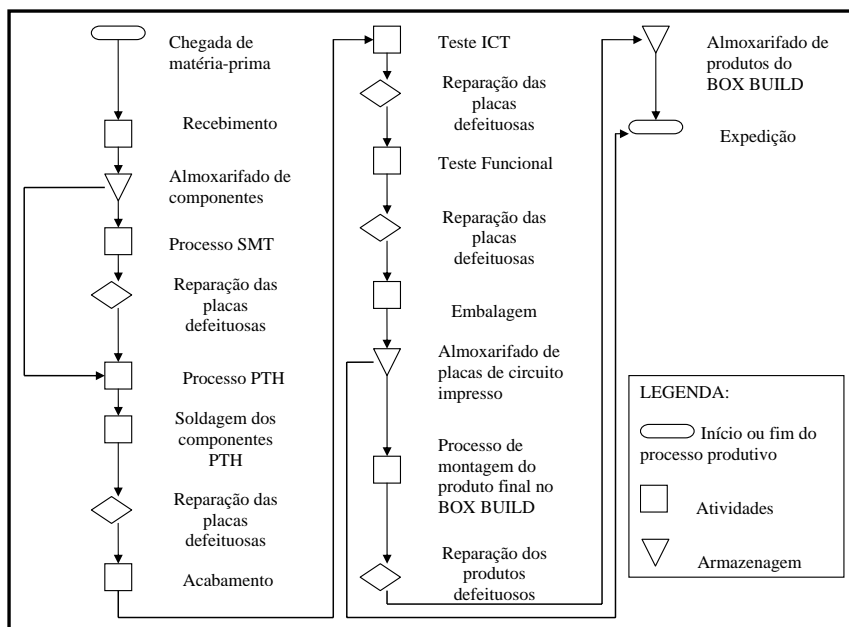 Chegada de
matéria-prima
Recebimento
Almoxarifado de
componentes
Processo SMT
Reparação das
placas
defeituosas
Processo PTH
Soldagem dos
componentes
PTH
Reparação das
placas
defeituosas
Acabamento
Teste ICT
Reparação das
placas
defeituosas
Teste Funcional
Reparação das
placas
defeituosas
Embalagem
Almoxarifado de
placas de circuito
impresso
Processo de
montagem do
produto final no
BOX BUILD
Reparação dos
produtos
defeituosos
Almoxarifado de
produtos do
BOX BUILD
Expedição
LEGENDA:
Início ou fim do
processo produtivo
Atividades
Armazenagem